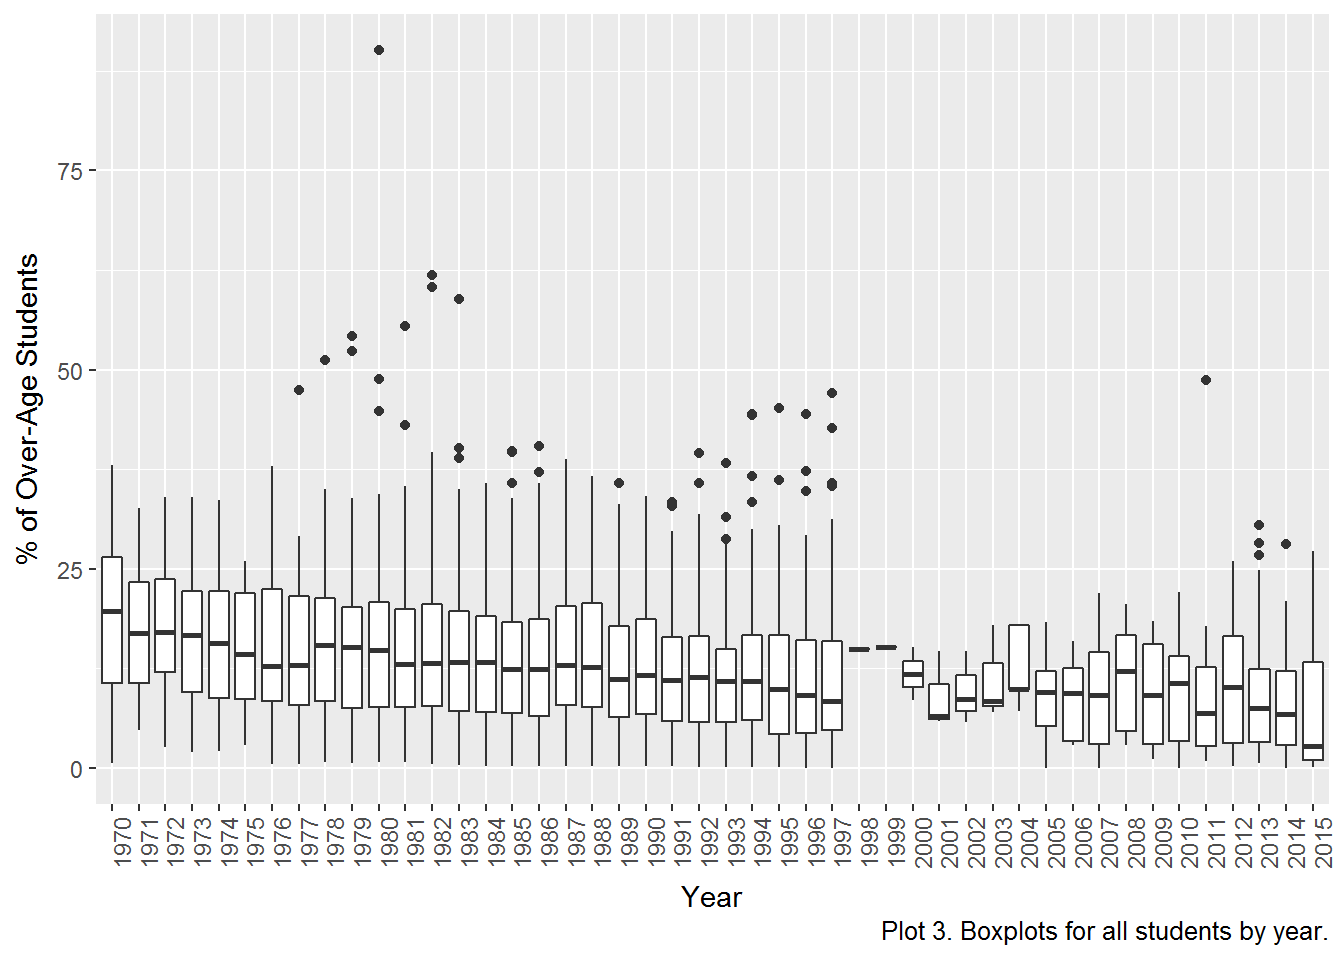 % of Over-Age Students
75
50
25
0
1970 1971 1972 1973 1974 1975 1976 1977 1978 1979 1980 1981 1982 1983 1984 1985 1986 1987 1988 1989 1990 1991 1992 1993 1994 1995 1996 1997 1998 1999 2000 2001 2002 2003 2004 2005 2006 2007 2008 2009 2010 2011 2012 2013 2014 2015
Year
Plot 3. Boxplots for all students by year.